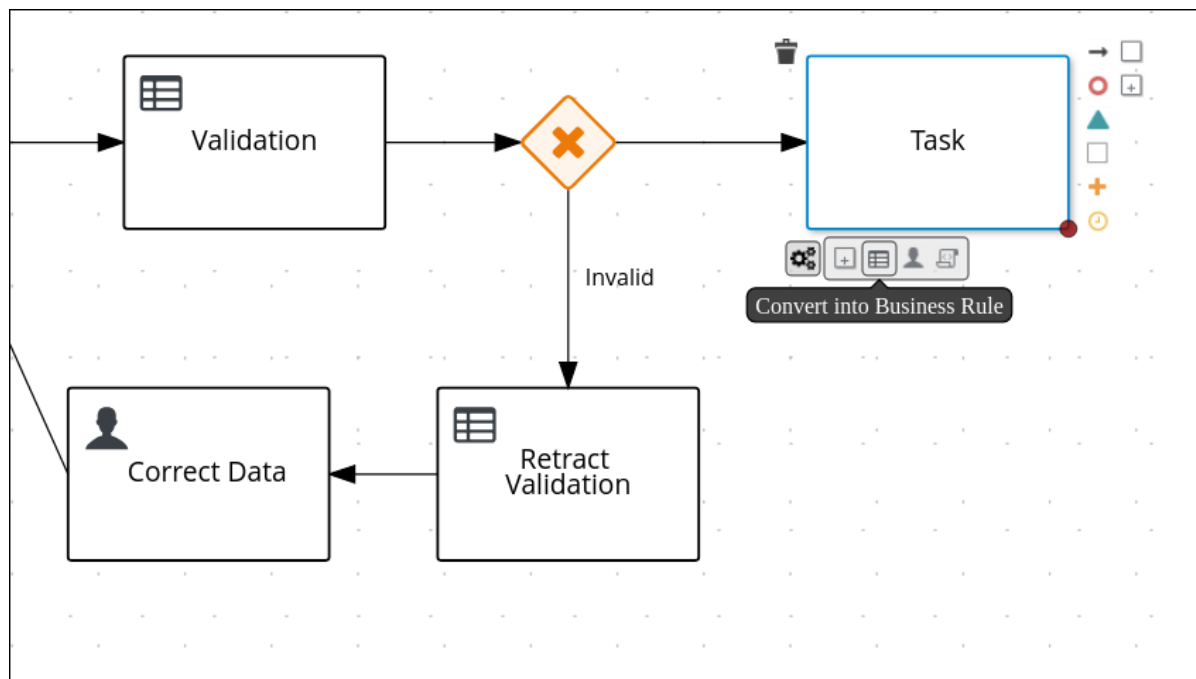 Validation
Task
Invalid
Convert into Business Rule
Correct Data
Retract
Validation